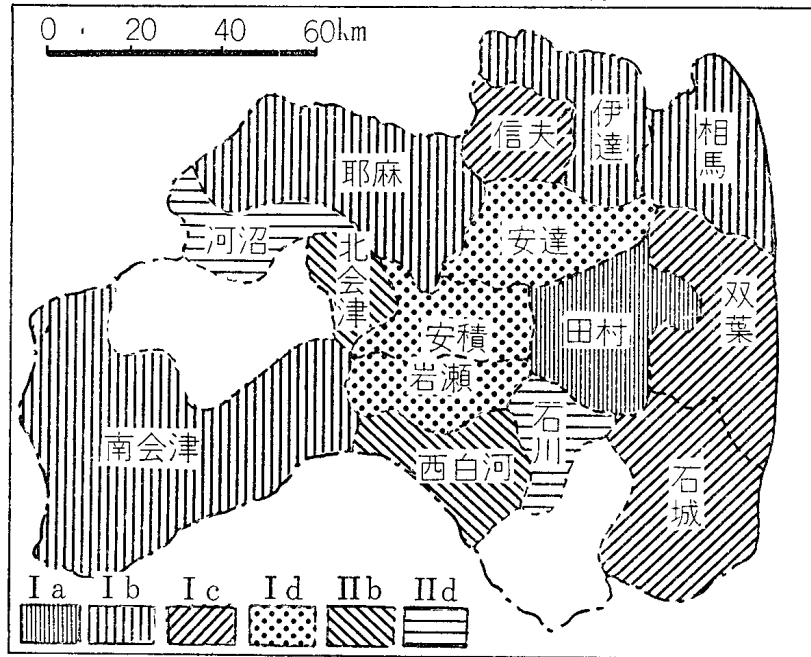 0 20 40 60km
伊達
相馬
信夫
耶麻
河沼
安達
北会津
双葉
安積
田村
岩瀬
石川
南会津
西白河
石城
Ⅰa Ⅰb Ⅰc Ⅰd Ⅱb Ⅱd